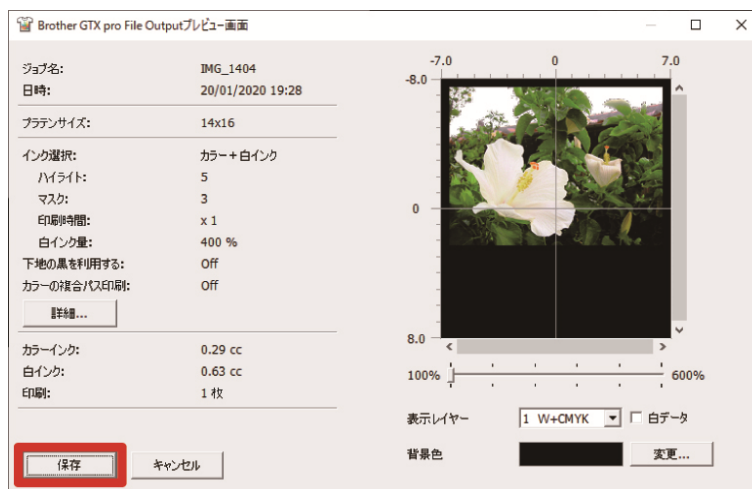 Brother GTX pro File Outputプレビュー画面
ジョブ名: IMG_1404
日時: 20/01/2020 19:28
プラテンサイズ: 14x16
インク選択: カラー+白インク
ハイライト: 5
マスク: 3
印刷時間: x 1
白インク量: 400 %
下地の黒を利用する: Off
カラーの複合パス印刷: Off
詳細...
カラーインク: 0.29 cc
白インク: 0.63 cc
印刷: 1 枚
保存 キャンセル
-7.0 0 7.0
-8.0
0
8.0
100% 600%
表示レイヤー 1 W+CMYK 白データ
背景色 変更...